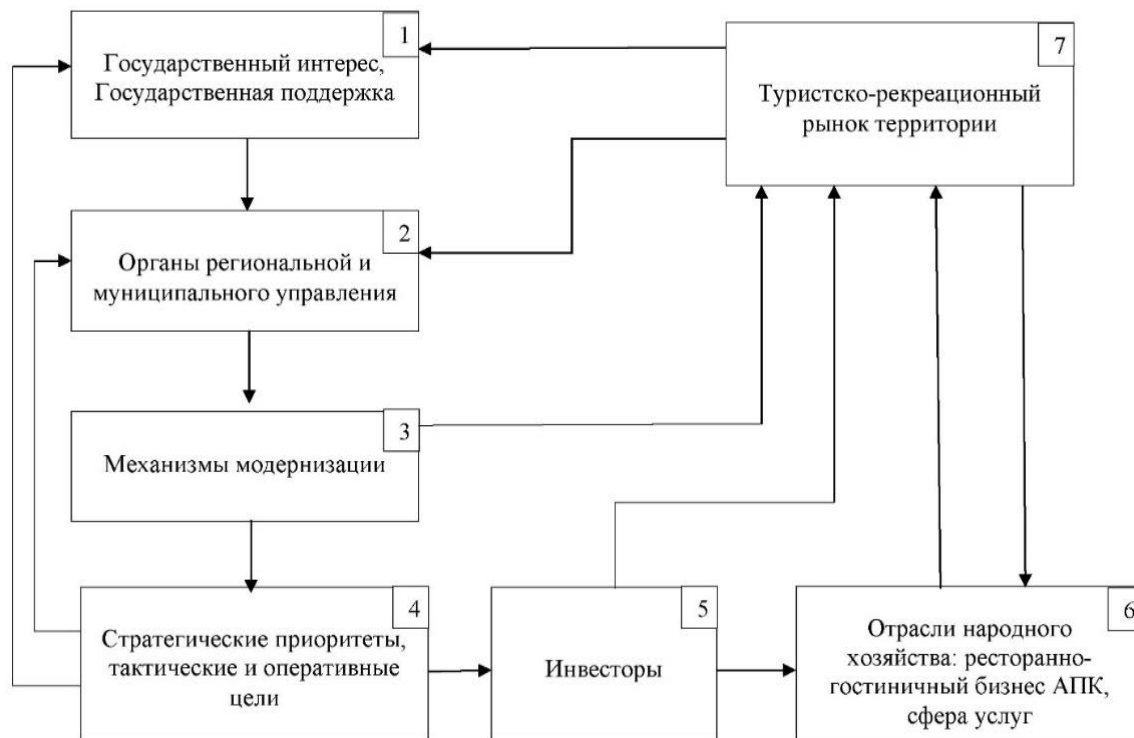 1
Государственный интерес,
Государственная поддержка
7
Туристско-рекреационный
рынок территории
2
Органы региональной и
муниципального управления
3
Механизмы модернизации
4
Стратегические приоритеты,
тактические и оперативные
цели
5
Инвесторы
6
Отрасли народного
хозяйства: ресторанно-
гостиничный бизнес АПК,
сфера услуг